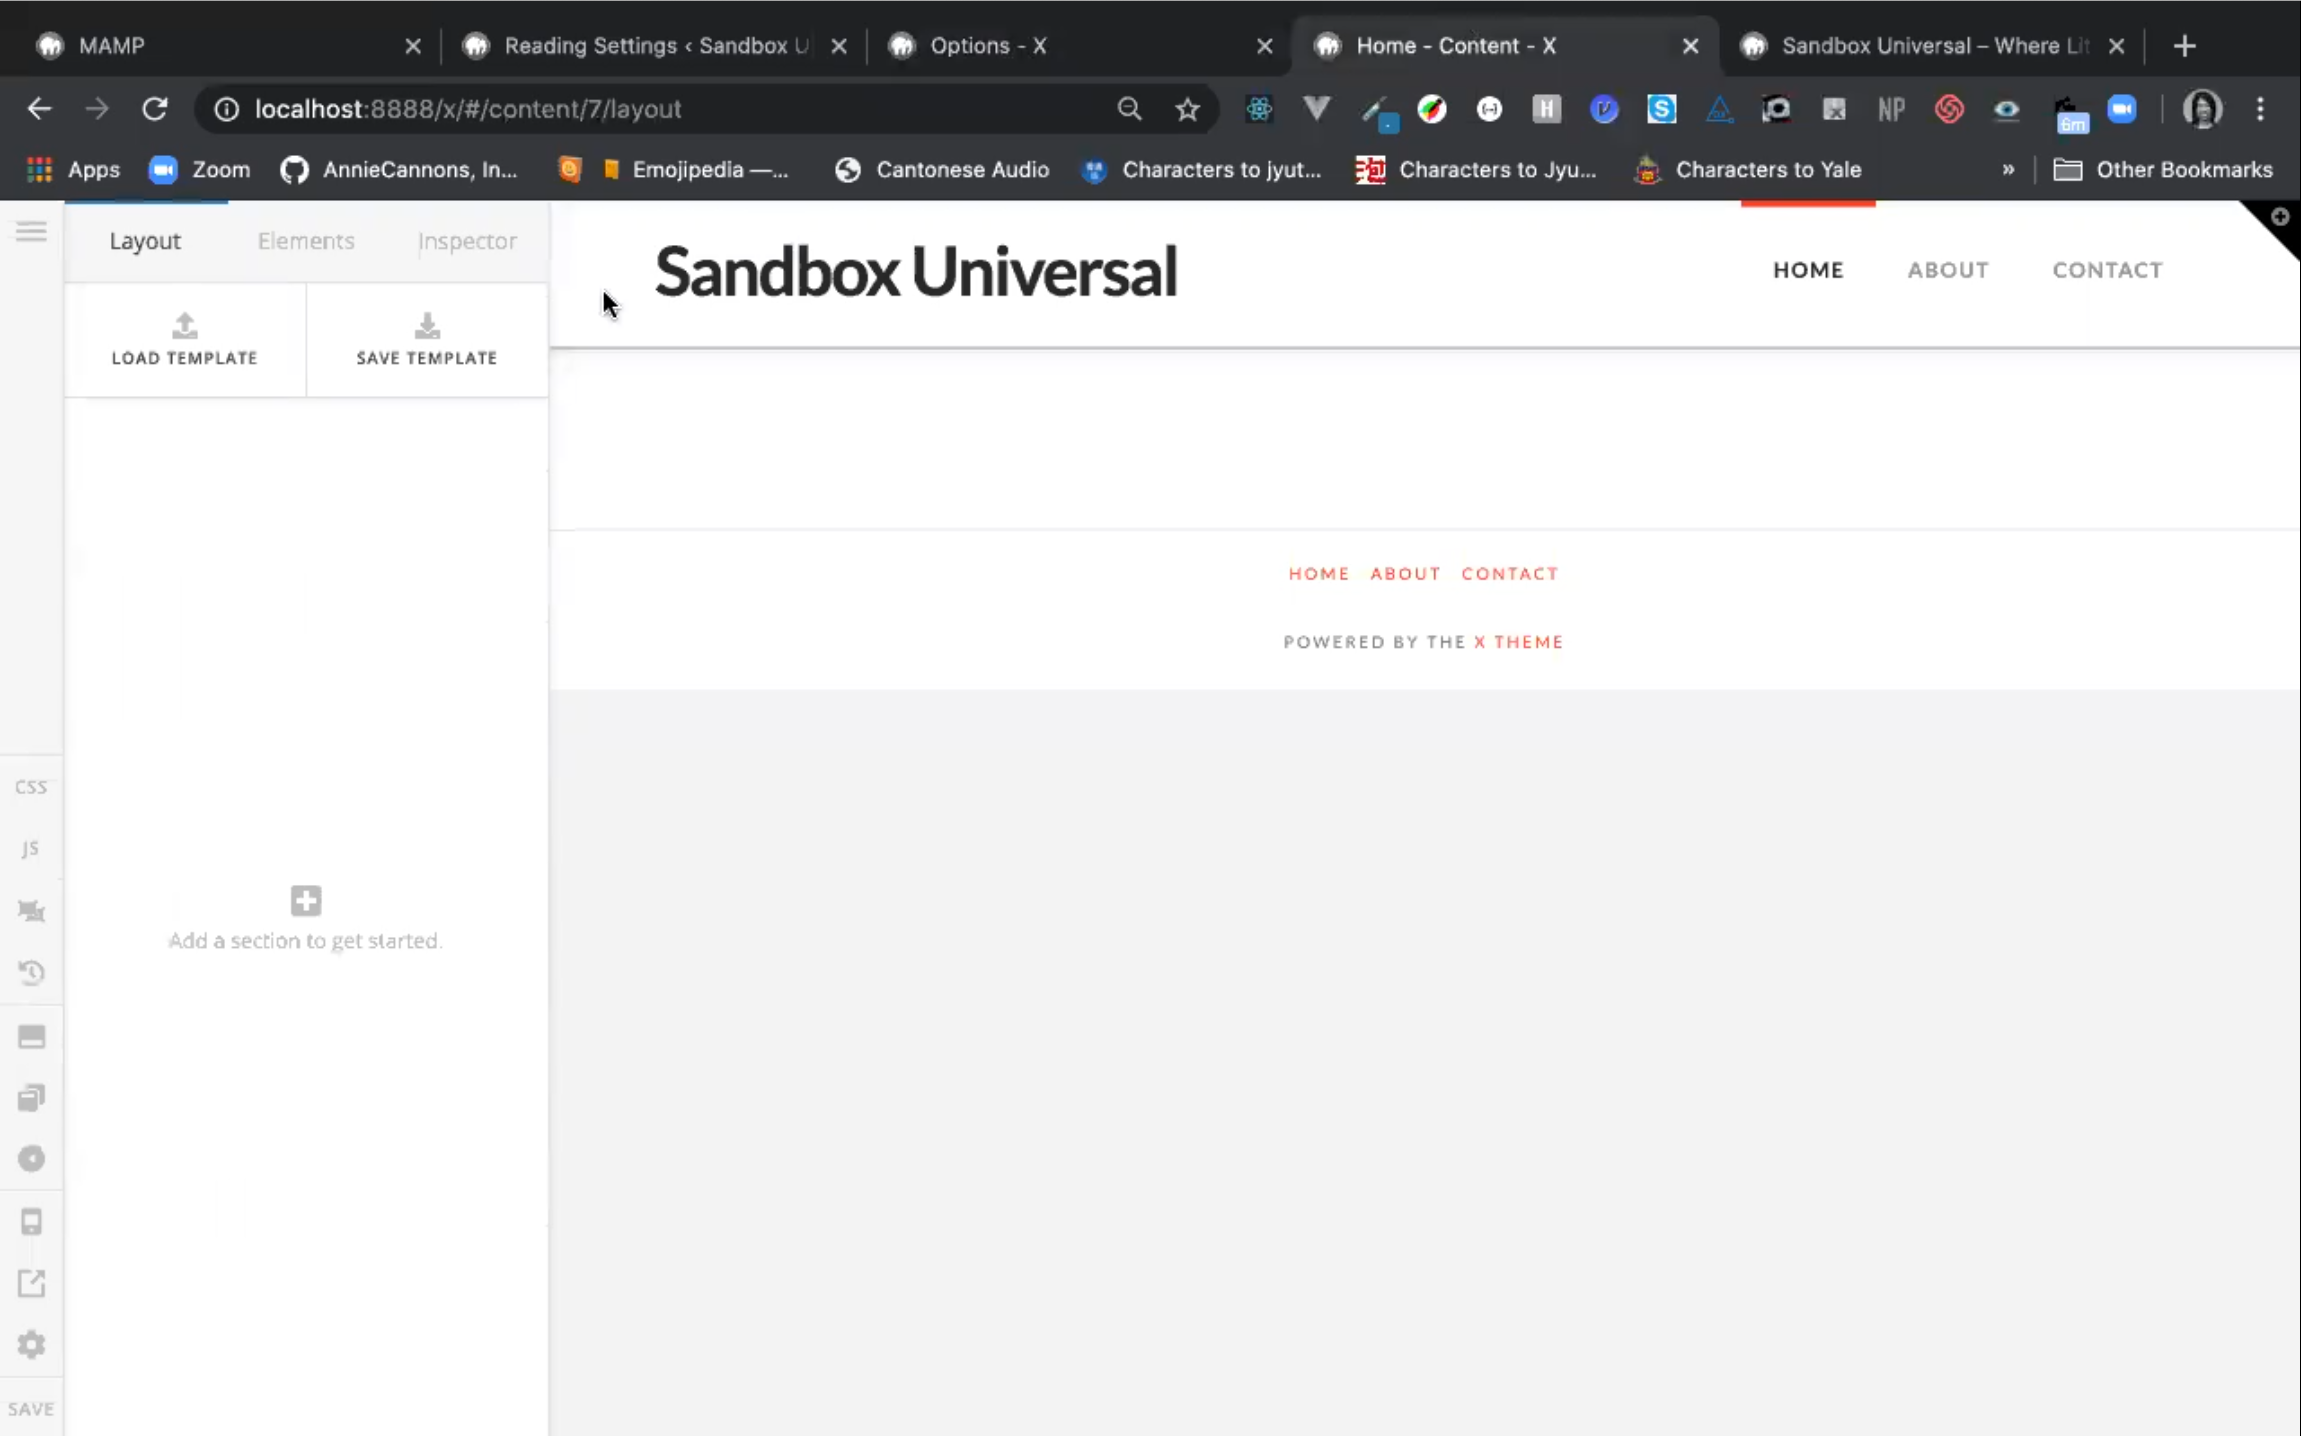 MAMP
Reading Settings ‹ Sandbox U
Options - X
Home - Content - X
Sandbox Universal – Where Lit
localhost:8888/x/#/content/7/layout
H
S
NP
6m
Apps
Zoom
AnnieCannons, In...
Emojipedia —...
Cantonese Audio
Characters to jyut...
Characters to Jyu...
Characters to Yale
»
Other Bookmarks
Layout
Elements
Inspector
LOAD TEMPLATE
SAVE TEMPLATE
Sandbox Universal
HOME
ABOUT
CONTACT
HOME ABOUT CONTACT
POWERED BY THE X THEME
CSS
JS
Add a section to get started.
SAVE